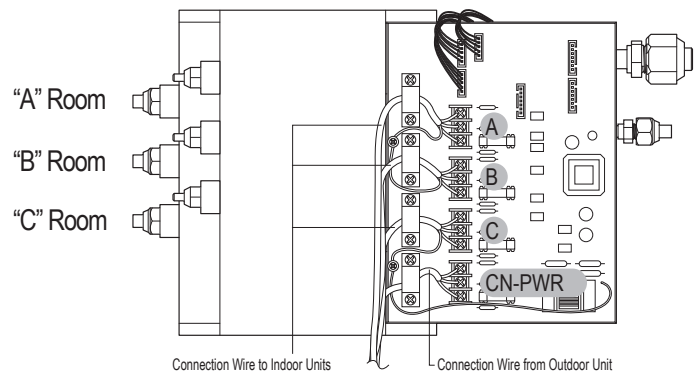 “A” Room
“B” Room
“C” Room
A
B
C
CN-PWR
Connection Wire to Indoor Units
Connection Wire from Outdoor Unit